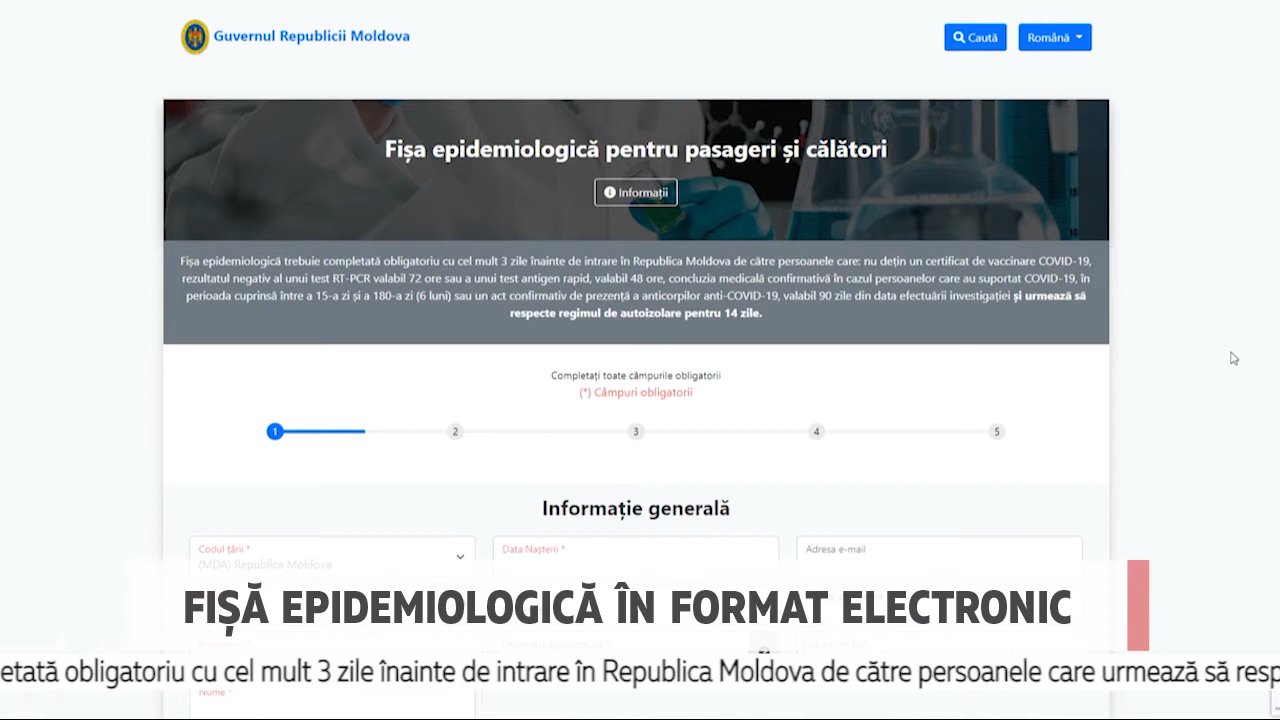 Guvernul Republicii Moldova
Caută
Română
Fișa epidemiologică pentru pasageri și călători
Informații
Fișa epidemiologică trebuie completată obligatoriu cu cel mult 3 zile înainte de intrare în Republica Moldova de către persoanele care: nu dețin un certificat de vaccinare COVID-19,
rezultatul negativ al unui test RT-PCR valabil 72 ore sau a unui test antigen rapid, valabil 48 ore, concluzia medicală confirmativă în cazul persoanelor care au suportat COVID-19, în
perioada cuprinsă între a 15-a zi și a 180-a zi (6 luni) sau un act confirmativ de prezență a anticorpilor anti-COVID-19, valabil 90 zile din data efectuării investigației și urmează să
respecte regimul de autoizolare pentru 14 zile.
Completați toate câmpurile obligatorii
(*) Câmpuri obligatorii
1 2 3 4 5
Informație generală
Codul țării * Data Nașterii * Adresa e-mail
(MDA) Republica Moldova
FIȘĂ EPIDEMIOLOGICĂ ÎN FORMAT ELECTRONIC
etată obligatoriu cu cel mult 3 zile înainte de intrare în Republica Moldova de către persoanele care urmează să resp
Nume *